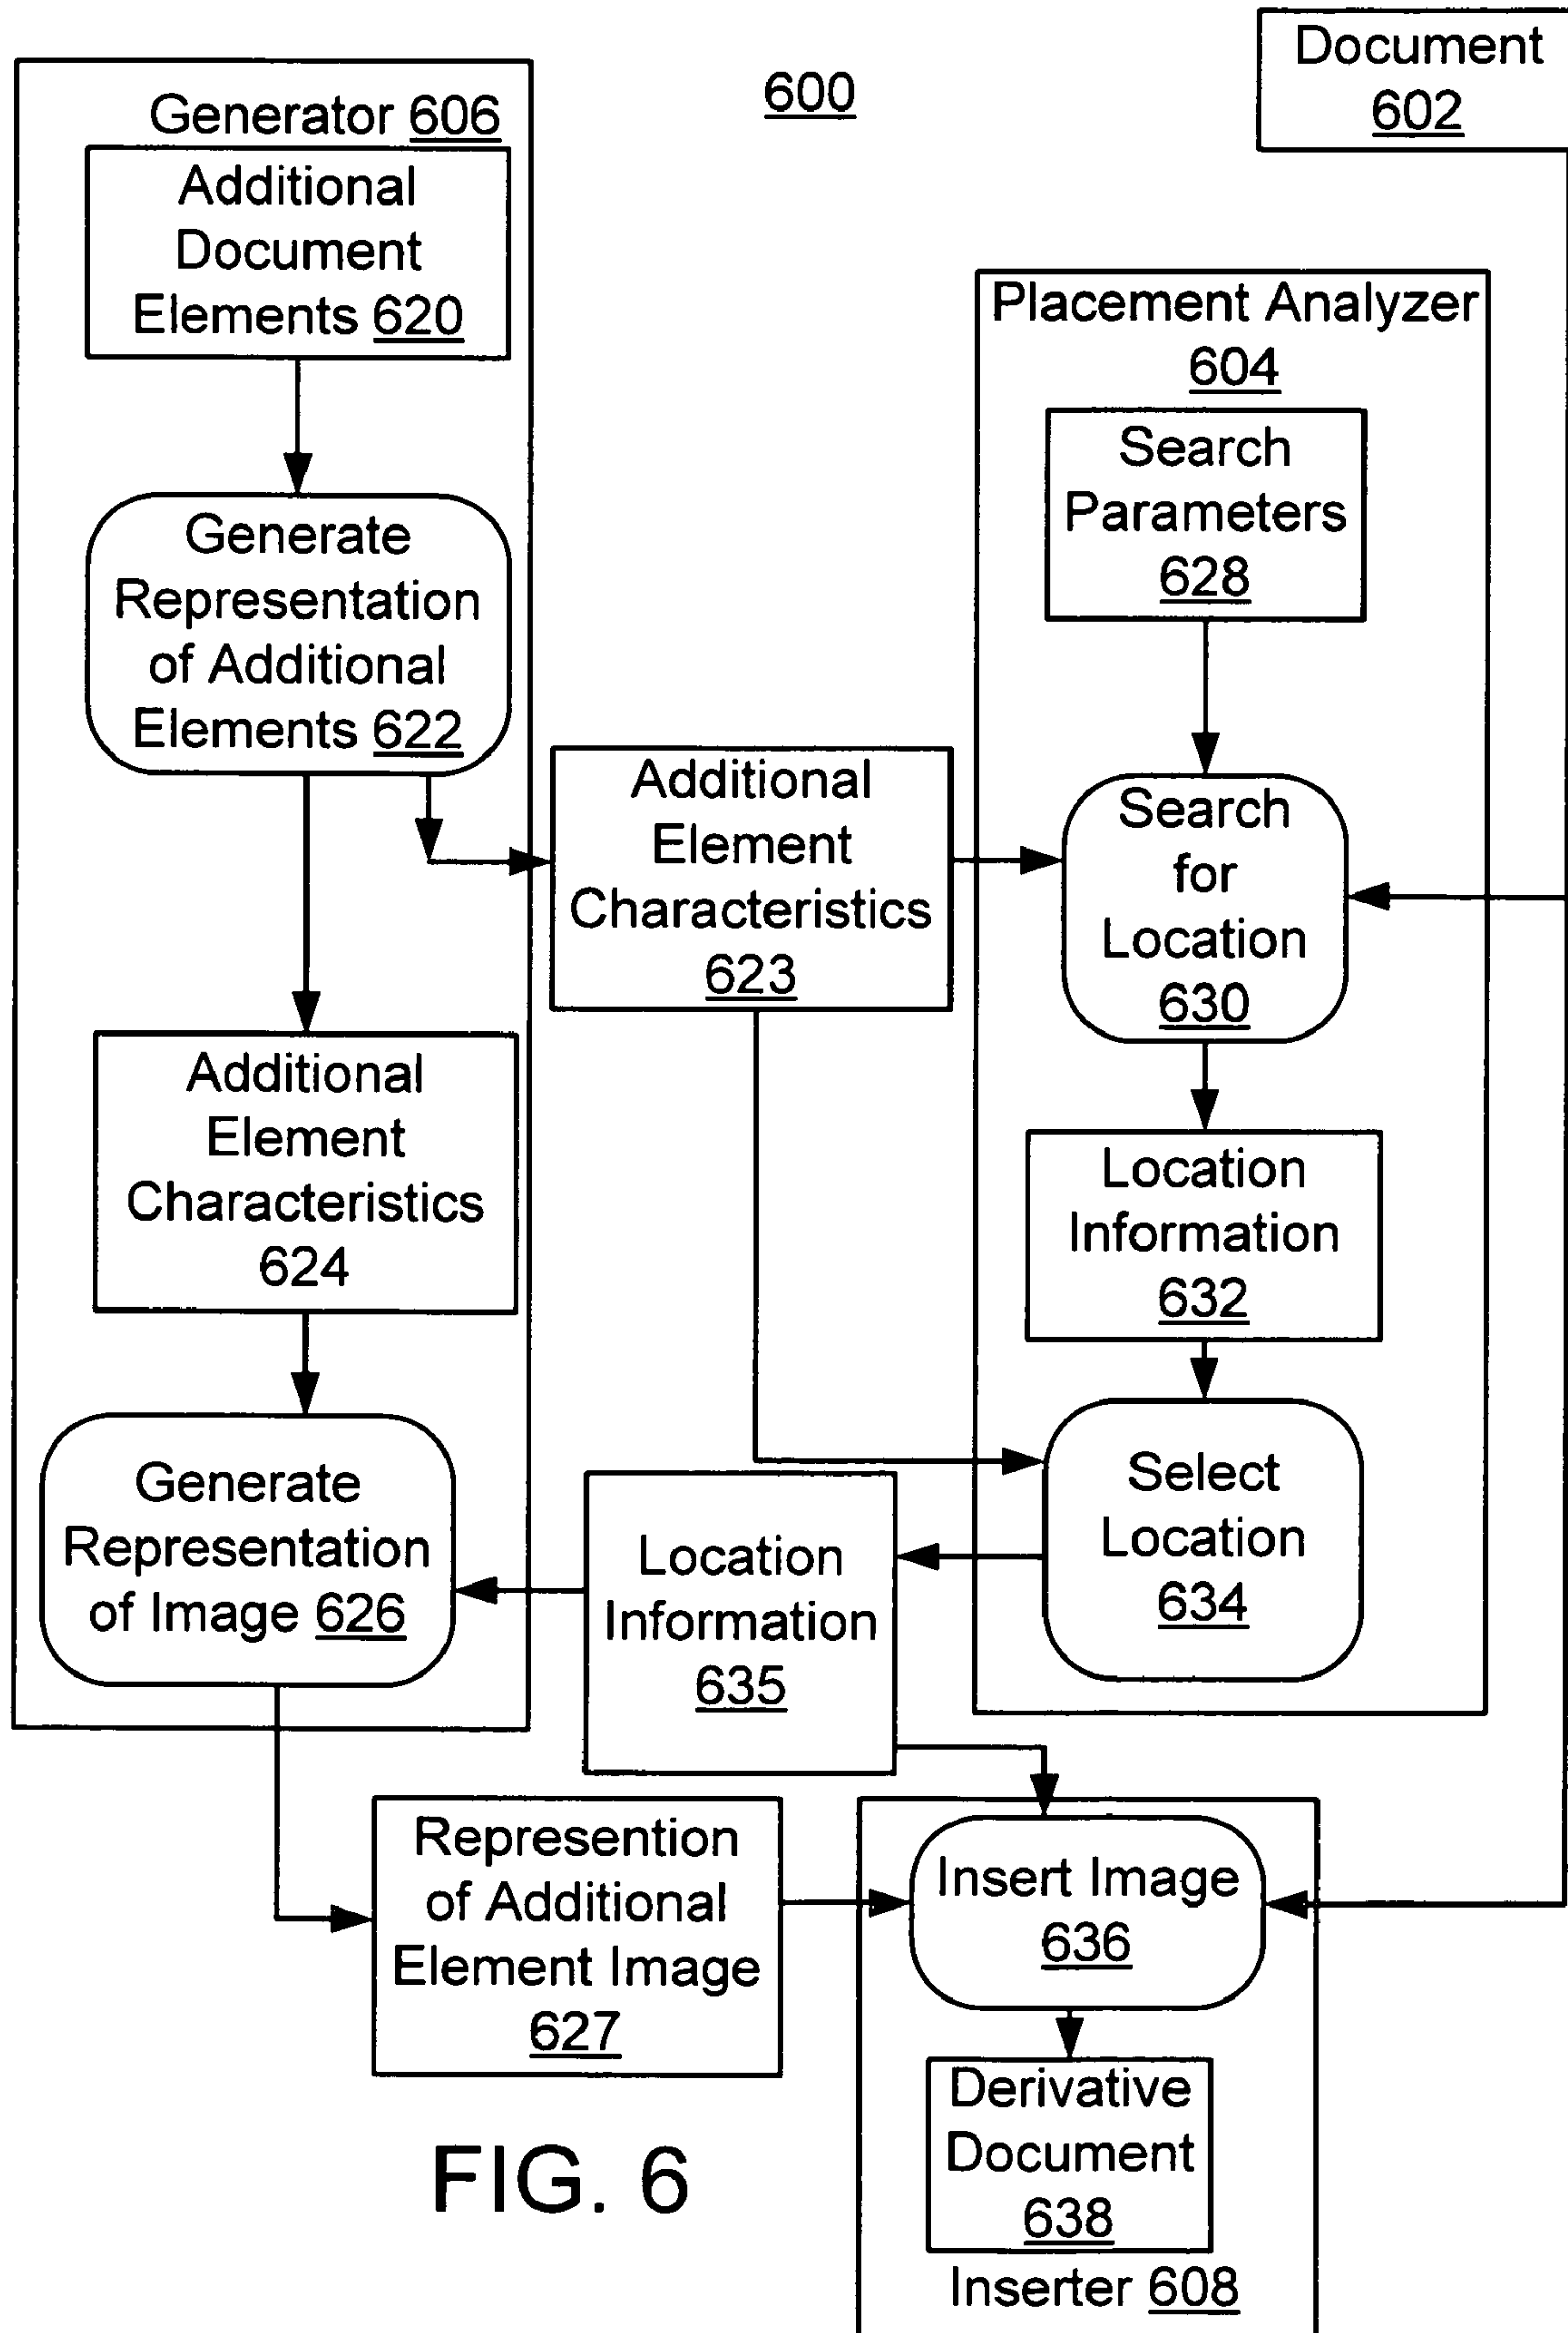 Document
602
600
Generator 606
Additional
Document
Elements 620
Generate
Representation
of Additional
Elements 622
Additional
Element
Characteristics
623
Additional
Element
Characteristics
624
Generate
Representation
of Image 626
Placement Analyzer
604
Search
Parameters
628
Search
for
Location
630
Location
Information
632
Select
Location
634
Location
Information
635
Represention
of Additional
Element Image
627
Insert Image
636
Derivative
Document
638
Inserter 608
FIG. 6